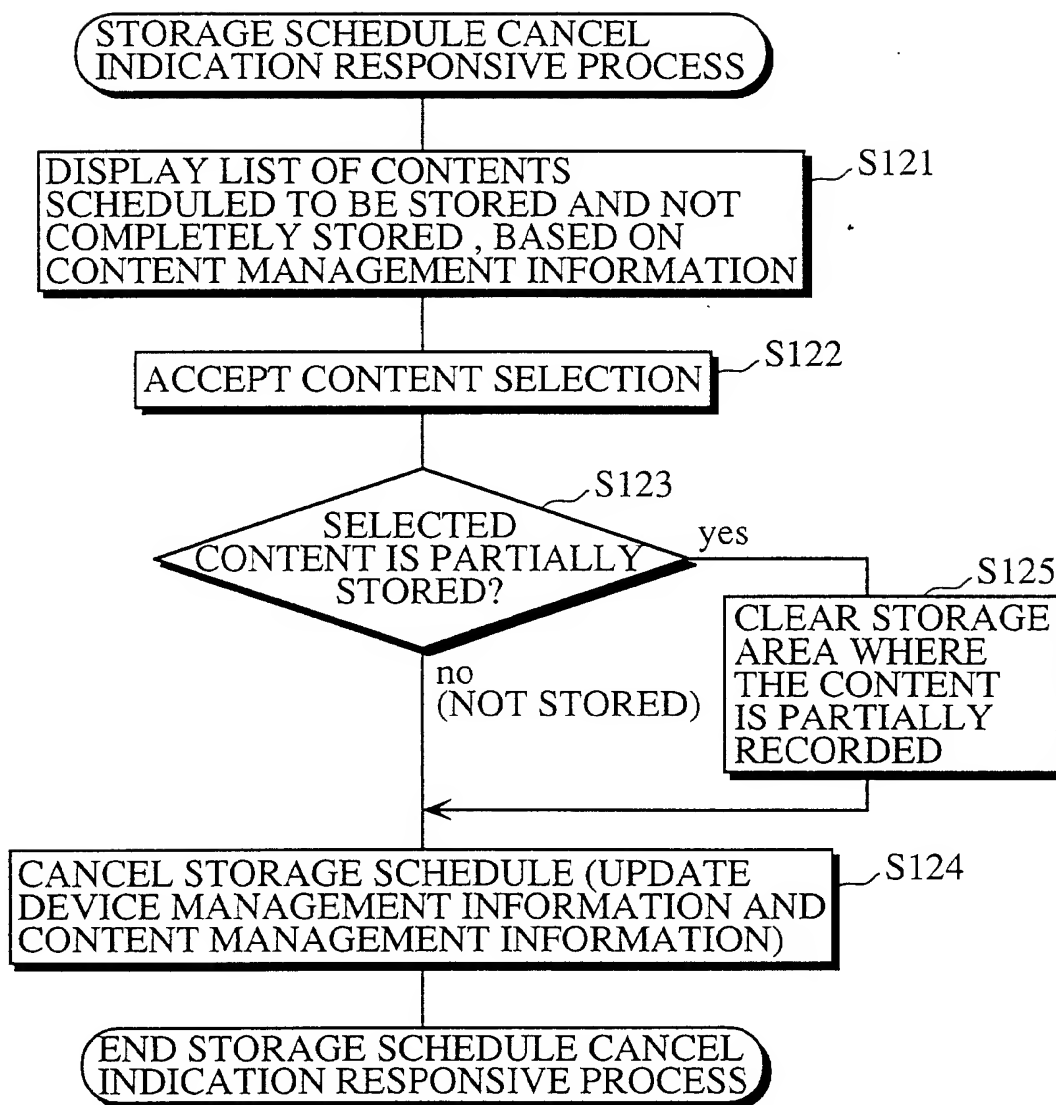 STORAGE SCHEDULE CANCEL
INDICATION RESPONSIVE PROCESS
S121
DISPLAY LIST OF CONTENTS
SCHEDULED TO BE STORED AND NOT
COMPLETELY STORED , BASED ON
CONTENT MANAGEMENT INFORMATION
S122
ACCEPT CONTENT SELECTION
S123
SELECTED
CONTENT IS PARTIALLY
STORED?
yes
S125
CLEAR STORAGE
AREA WHERE
THE CONTENT
IS PARTIALLY
RECORDED
no
(NOT STORED)
S124
CANCEL STORAGE SCHEDULE (UPDATE
DEVICE MANAGEMENT INFORMATION AND
CONTENT MANAGEMENT INFORMATION)
END STORAGE SCHEDULE CANCEL
INDICATION RESPONSIVE PROCESS